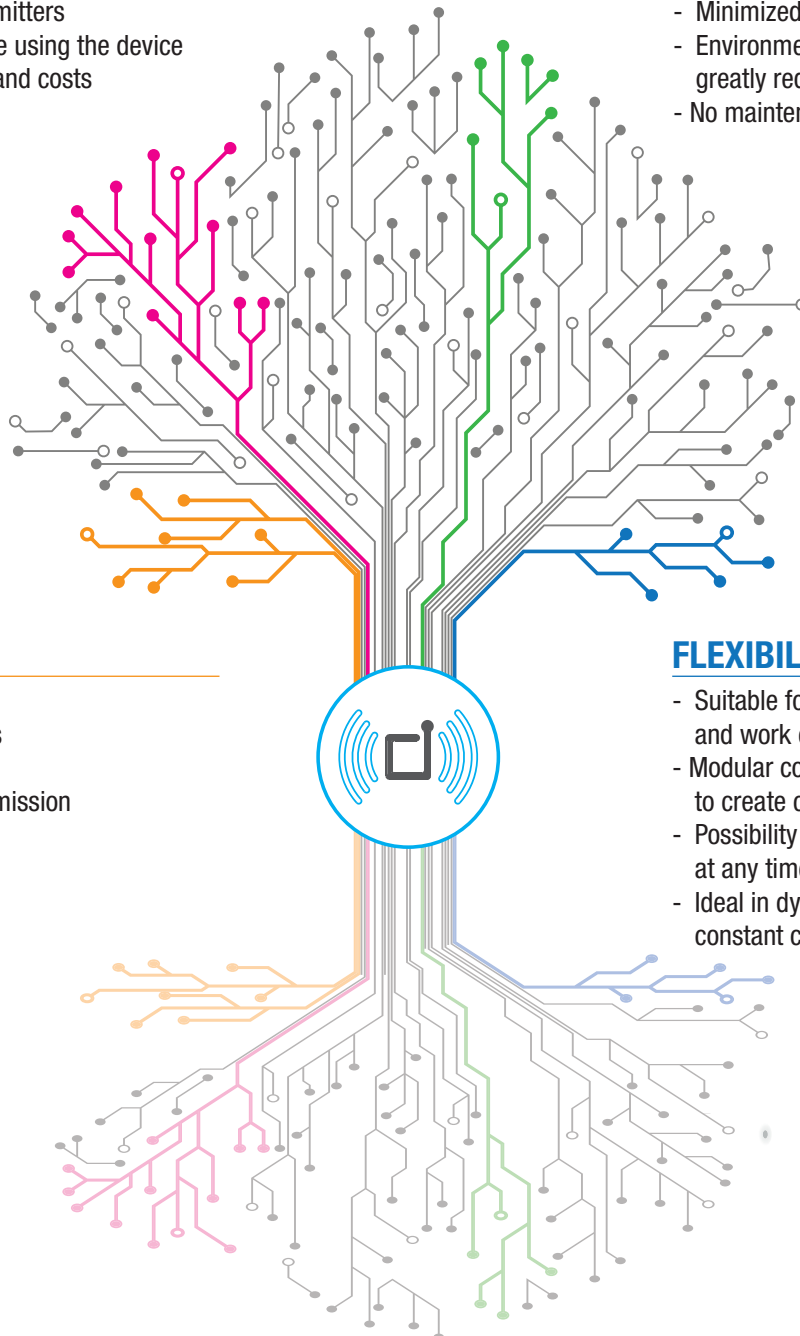 mitters
e using the device
and costs
- Minimized
- Environme
greatly rec
- No mainten
s
mission
FLEXIBIL
- Suitable fo
and work
- Modular co
to create
- Possibility
at any time
- Ideal in dy
constant c